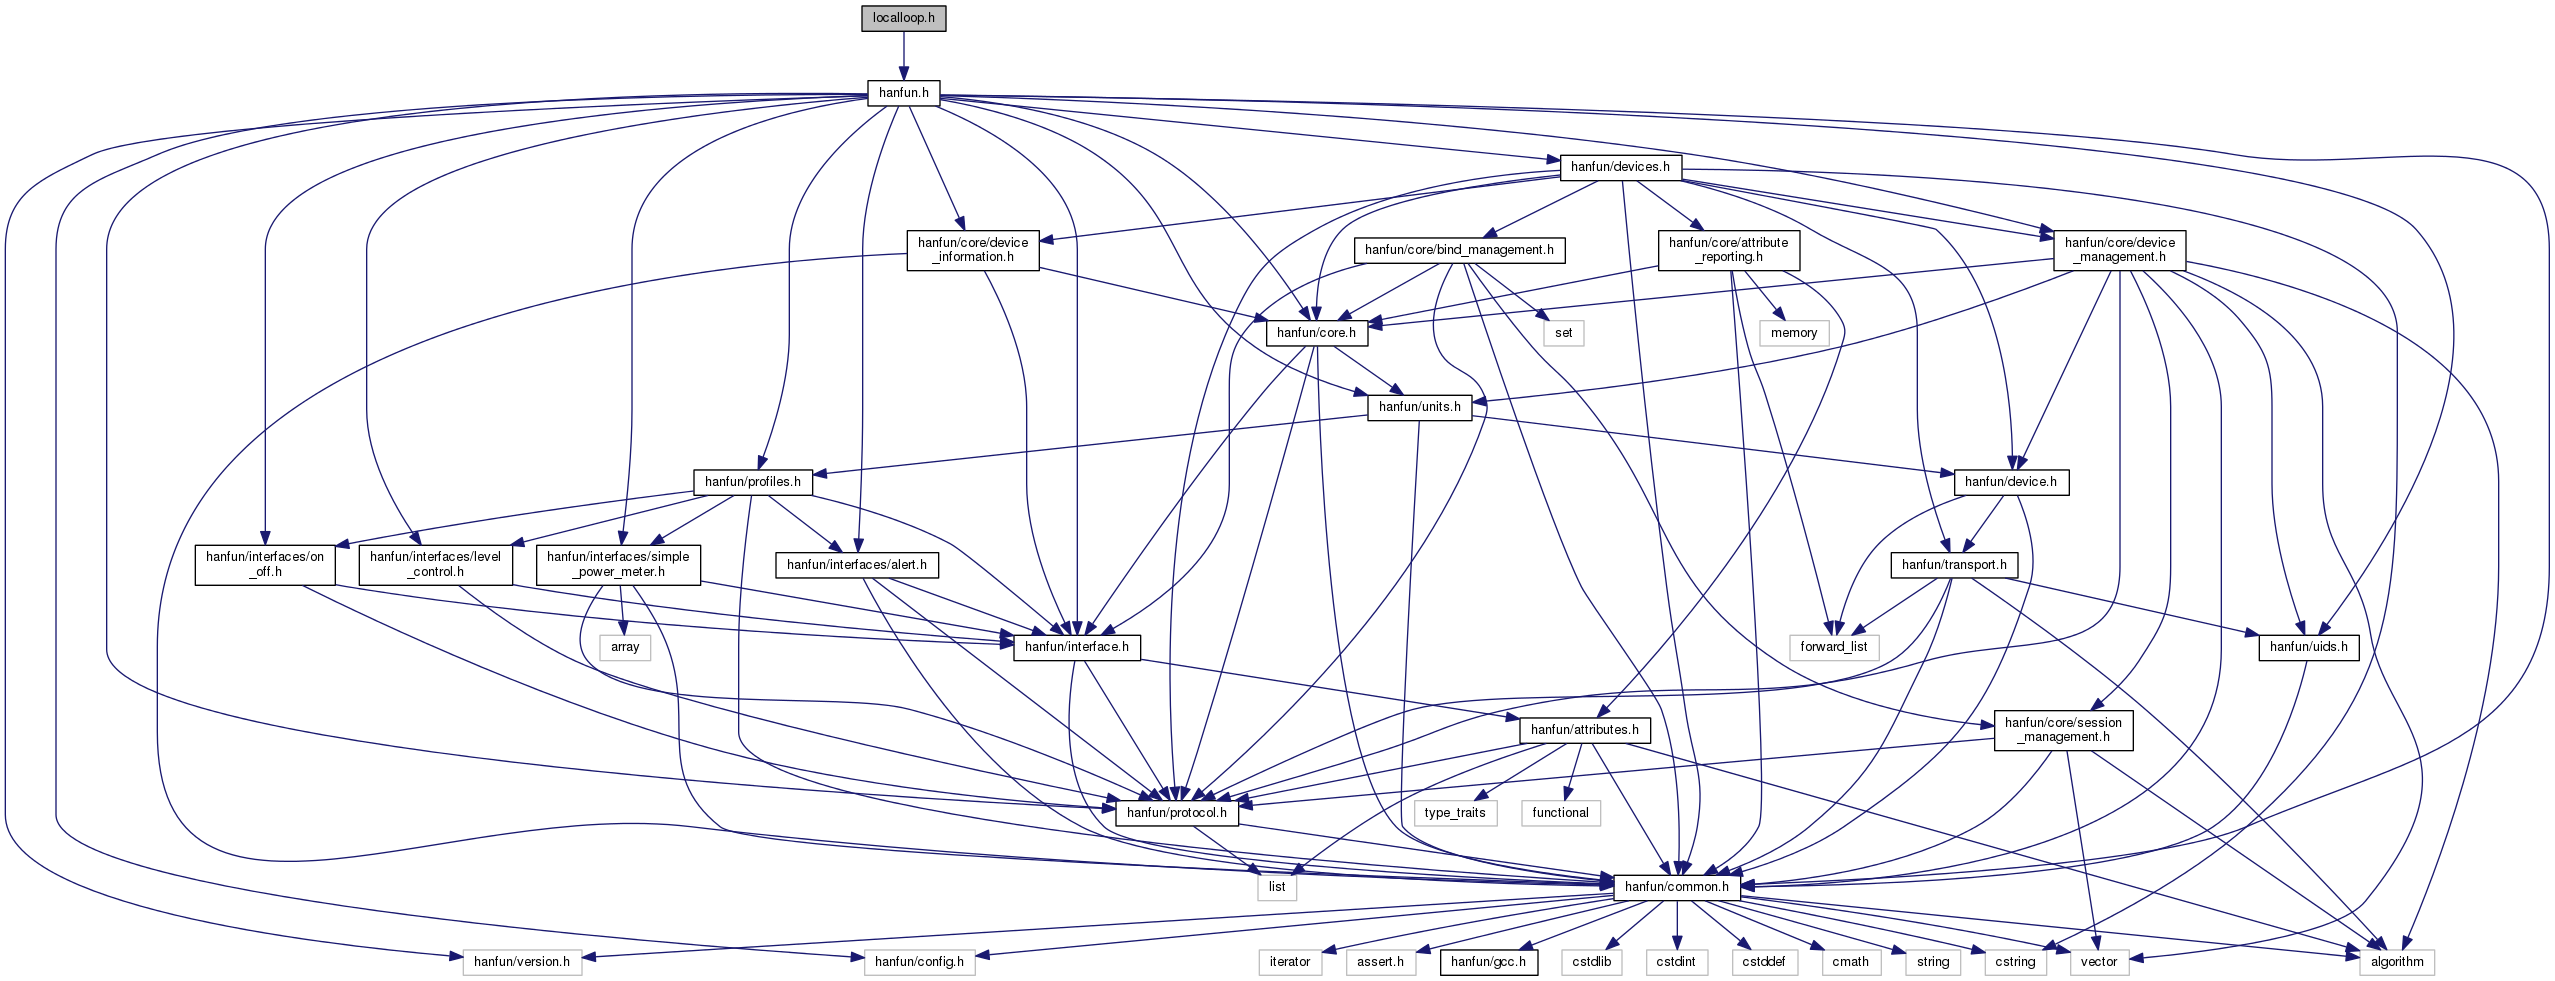 localloop.h
hanfun.h
hanfun/devices.h
hanfun/core/device
_information.h
hanfun/core/bind_management.h
hanfun/core/attribute
_reporting.h
hanfun/core/device
_management.h
hanfun/core.h
set
memory
hanfun/units.h
hanfun/profiles.h
hanfun/device.h
hanfun/interfaces/on
_off.h
hanfun/interfaces/level
_control.h
hanfun/interfaces/simple
_power_meter.h
hanfun/interfaces/alert.h
hanfun/transport.h
array
hanfun/interface.h
forward_list
hanfun/uids.h
hanfun/attributes.h
hanfun/core/session
_management.h
hanfun/protocol.h
type_traits
functional
list
hanfun/common.h
hanfun/version.h
hanfun/config.h
iterator
assert.h
hanfun/gcc.h
cstdlib
cstdint
cstddef
cmath
string
cstring
vector
algorithm